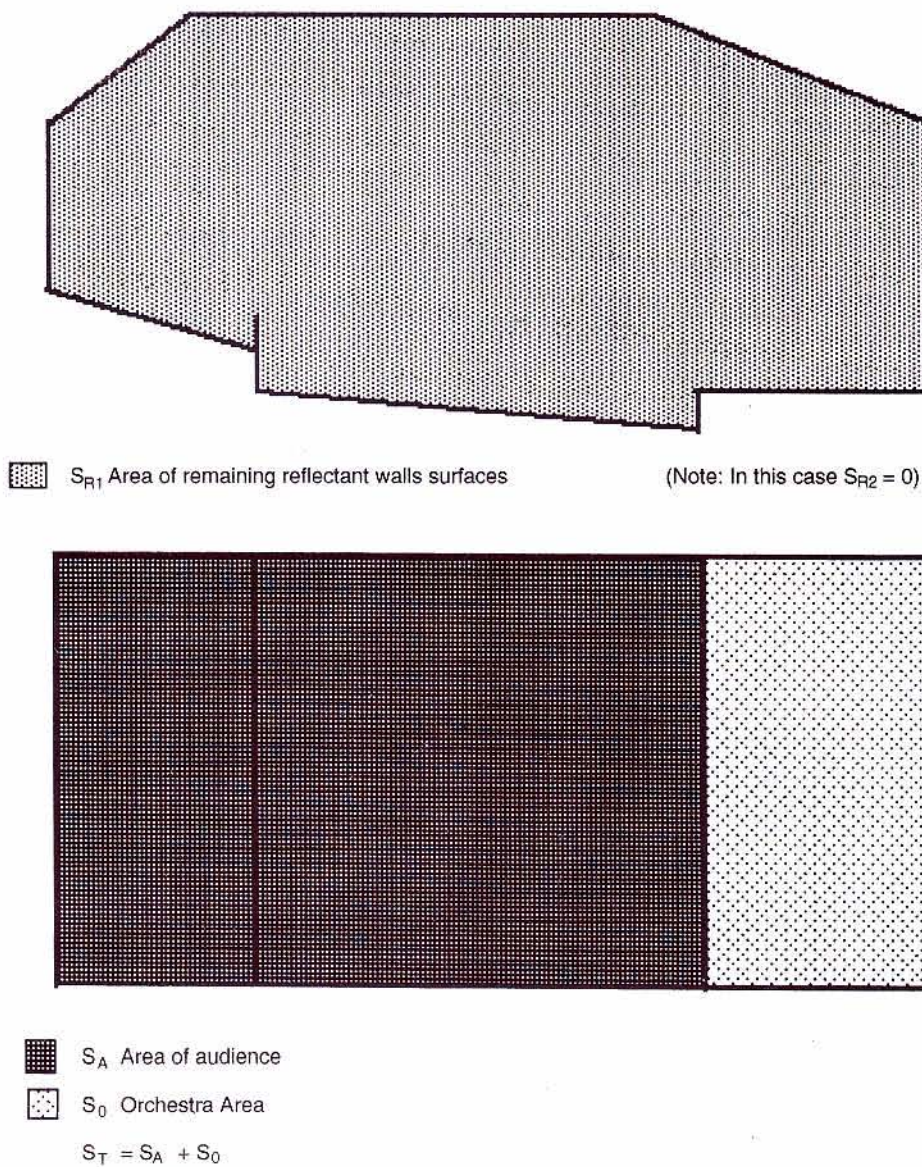 S_R1 Area of remaining reflectant walls surfaces (Note: In this case S_R2 = 0)
S_A Area of audience
S_0 Orchestra Area
S_T = S_A + S_0